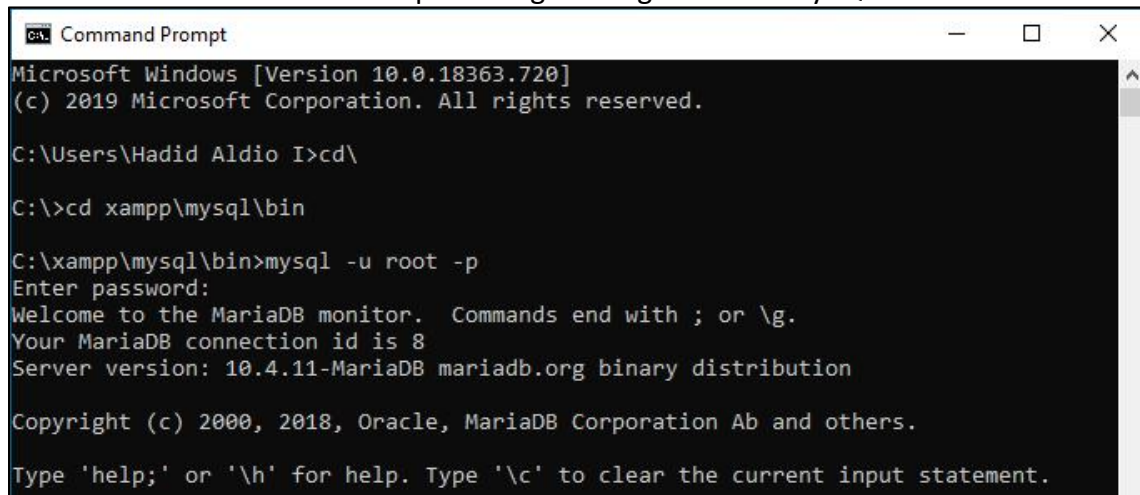 Command Prompt
Microsoft Windows [Version 10.0.18363.720]
(c) 2019 Microsoft Corporation. All rights reserved.
C:\Users\Hadid Aldio I>cd\
C:\>cd xampp\mysql\bin
C:\xampp\mysql\bin>mysql -u root -p
Enter password:
Welcome to the MariaDB monitor.  Commands end with ; or \g.
Your MariaDB connection id is 8
Server version: 10.4.11-MariaDB mariadb.org binary distribution
Copyright (c) 2000, 2018, Oracle, MariaDB Corporation Ab and others.
Type 'help;' or '\h' for help. Type '\c' to clear the current input statement.